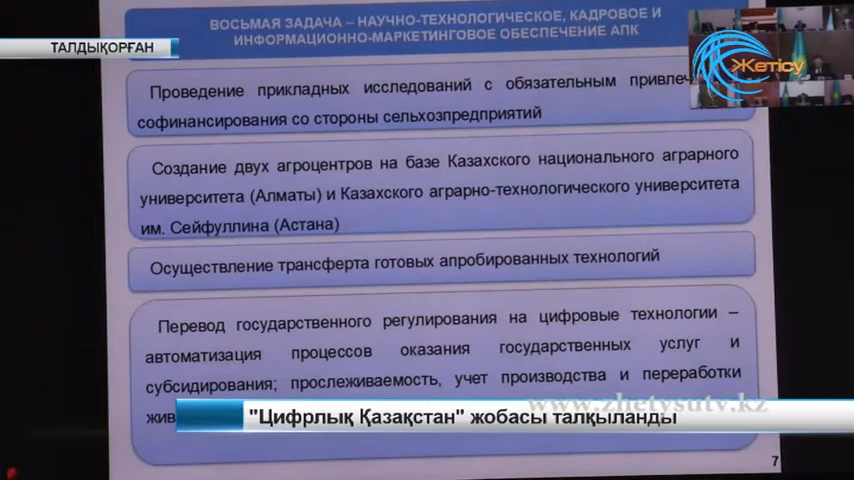 ВОСЬМАЯ ЗАДАЧА – НАУЧНО-ТЕХНОЛОГИЧЕСКОЕ, КАДРОВОЕ И
ИНФОРМАЦИОННО-МАРКЕТИНГОВОЕ ОБЕСПЕЧЕНИЕ АПК
ТАЛДЫҚОРҒАН
Жетісу
Проведение прикладных исследований с обязательным
софинансирования со стороны сельхозпредприятий
Создание двух агроцентров на базе Казахского национального аграрного
университета (Алматы) и Казахского аграрно-технологического университета
им. Сейфуллина (Астана)
Осуществление трансферта готовых апробированных технологий
Перевод государственного регулирования на цифровые технологии –
автоматизация процессов оказания государственных услуг и
субсидирования; прослеживаемость, учет производства и переработки
www.zhetysutv.kz
"Цифрлық Қазақстан" жобасы талқыланды
7